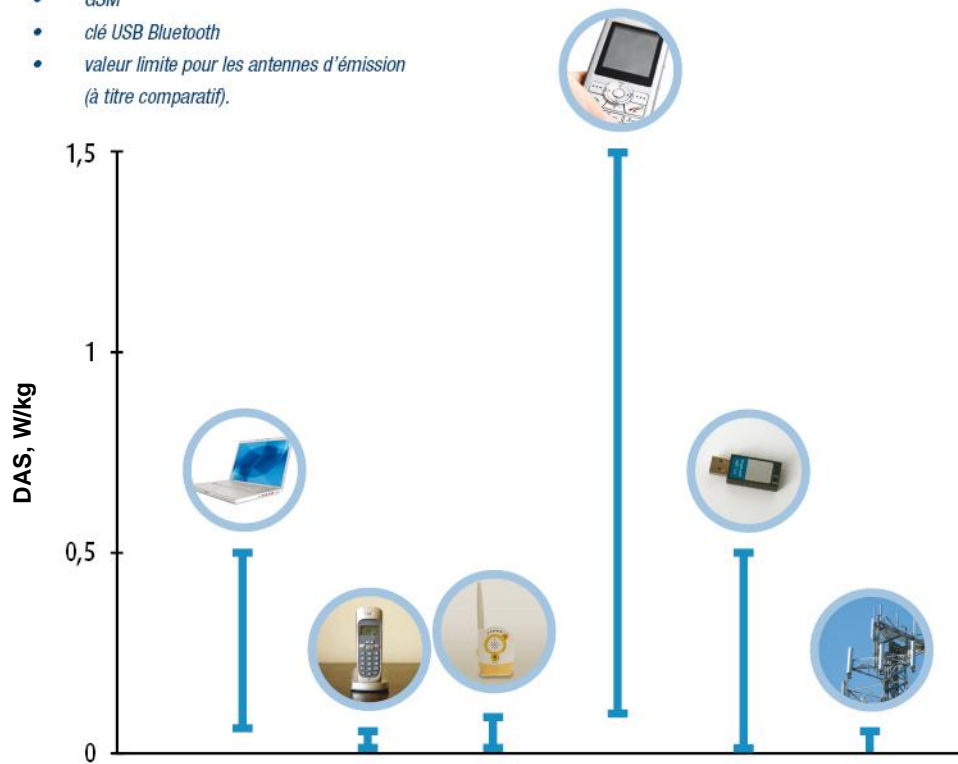 GSM
clé USB Bluetooth
valeur limite pour les antennes d'émission
(à titre comparatif).
1,5
1
DAS, W/kg
0,5
0